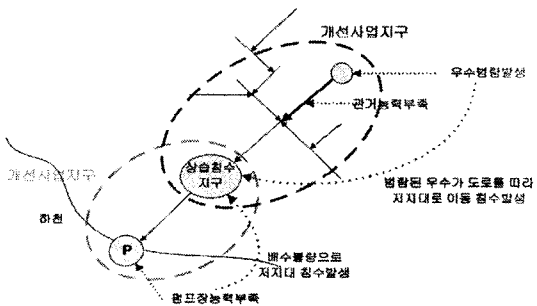 개선사업지구
우수범람발생
관거능력부족
상습침수
지구
개선사업지구
범람된 우수가 도로를 따라
저지대로 이동 침수발생
하천
P
배수불량으로
저지대 침수발생
펌프장능력부족